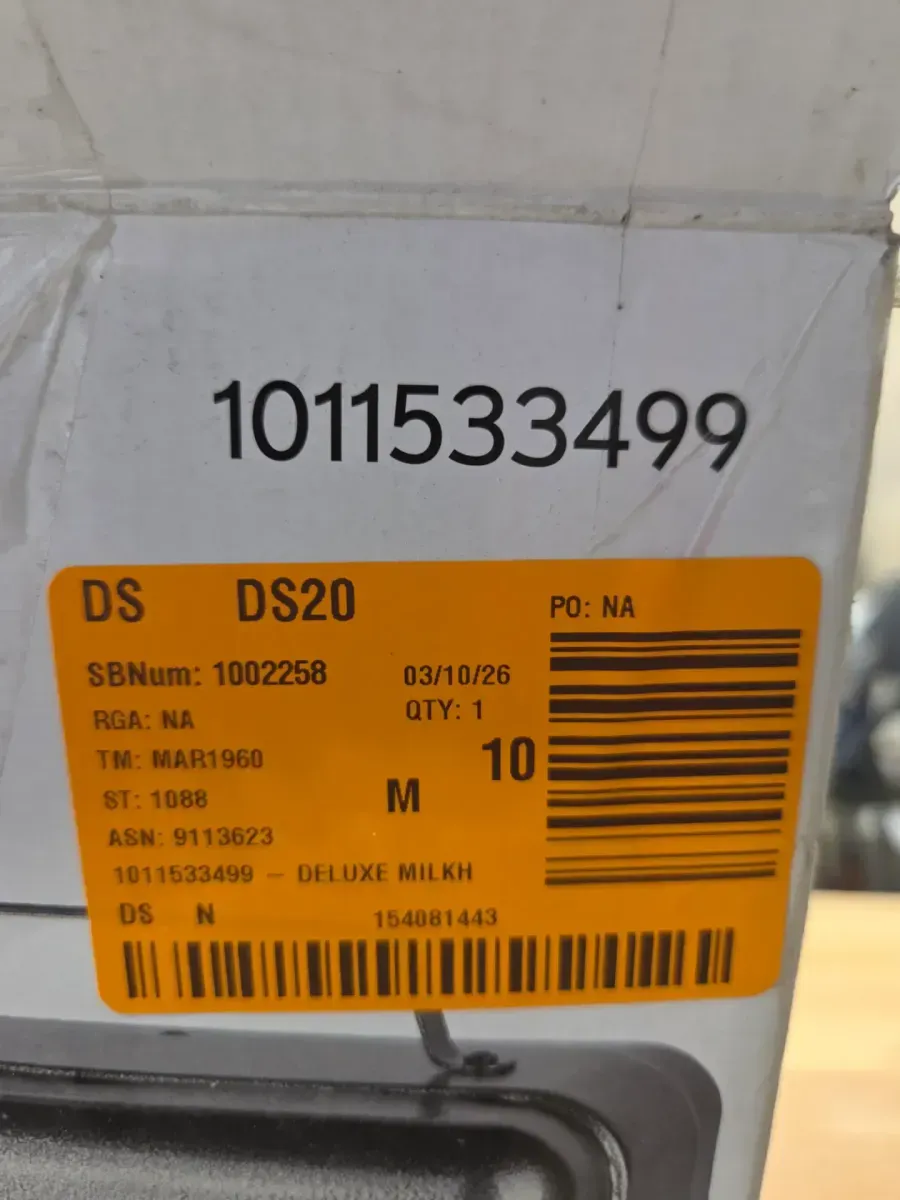 1011533499
DS DS20 PO: NA
SBNum: 1002258 03/10/26
RGA: NA QTY: 1
TM: MAR1960 10
ST: 1088 M
ASN: 9113623
1011533499 – DELUXE MILKH
DS N 154081443